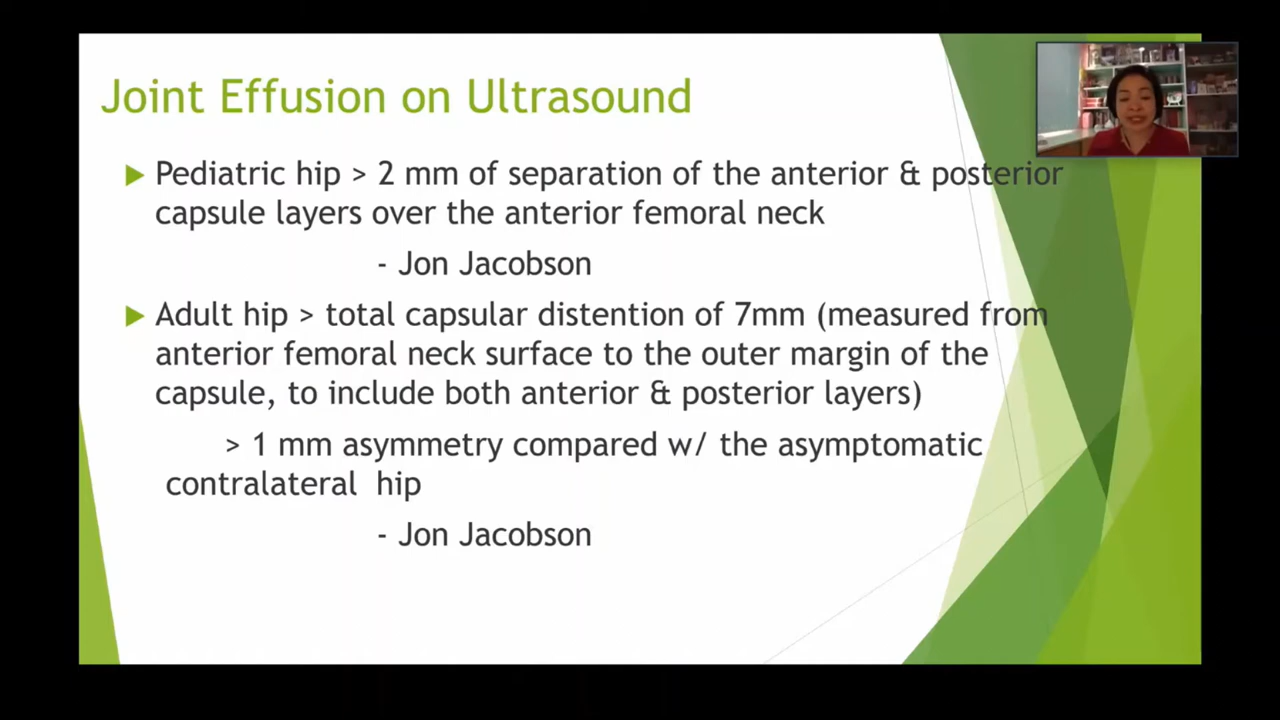 Joint Effusion on Ultrasound
Pediatric hip > 2 mm of separation of the anterior & posterior
capsule layers over the anterior femoral neck
- Jon Jacobson
Adult hip > total capsular distention of 7mm (measured from
anterior femoral neck surface to the outer margin of the
capsule, to include both anterior & posterior layers)
> 1 mm asymmetry compared w/ the asymptomatic
contralateral hip
- Jon Jacobson